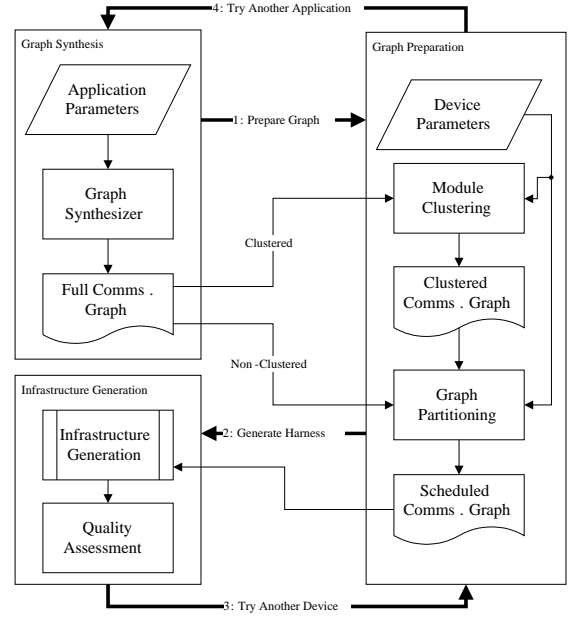 4: Try Another Application
Graph Synthesis
Application
Parameters
Graph
Synthesizer
Full Comms . Graph
1: Prepare Graph
Clustered
Non -Clustered
Graph Preparation
Device
Parameters
Module
Clustering
Clustered
Comms . Graph
Graph
Partitioning
Scheduled
Comms . Graph
2: Generate Harness
Infrastructure Generation
Infrastructure
Generation
Quality
Assessment
3: Try Another Device